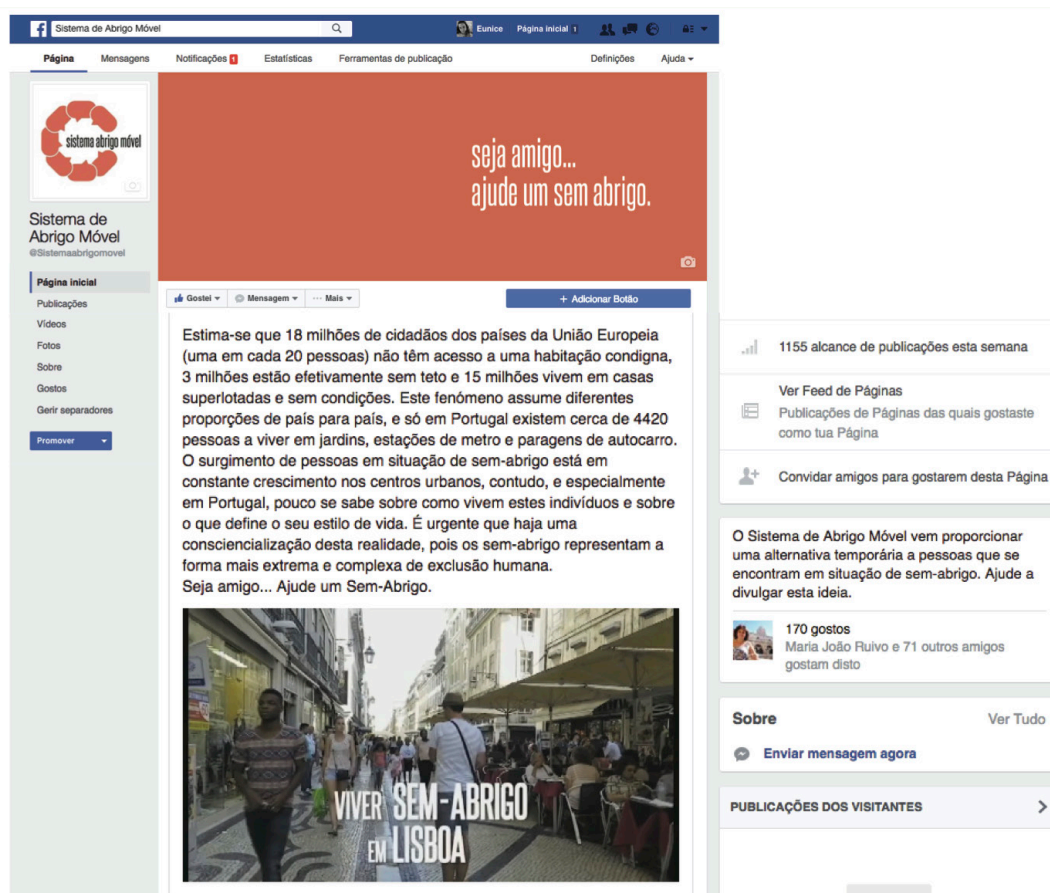 Sistema de Abrigo Móvel
Eunice
Página inicial 1
Página
Mensagens
Notificações 1
Estatísticas
Ferramentas de publicação
Definições
Ajuda
sistema abrigo móvel
seja amigo...
ajude um sem abrigo.
Sistema de
Abrigo Móvel
@Sistemaabrigomovel
Página inicial
Publicações
Vídeos
Fotos
Sobre
Gostos
Gerir separadores
Promover
Gostei
Mensagem
··· Mais
+ Adicionar Botão
Estima-se que 18 milhões de cidadãos dos países da União Europeia
(uma em cada 20 pessoas) não têm acesso a uma habitação condigna,
3 milhões estão efetivamente sem teto e 15 milhões vivem em casas
superlotadas e sem condições. Este fenómeno assume diferentes
proporções de país para país, e só em Portugal existem cerca de 4420
pessoas a viver em jardins, estações de metro e paragens de autocarro.
O surgimento de pessoas em situação de sem-abrigo está em
constante crescimento nos centros urbanos, contudo, e especialmente
em Portugal, pouco se sabe sobre como vivem estes indivíduos e sobre
o que define o seu estilo de vida. É urgente que haja uma
consciencialização desta realidade, pois os sem-abrigo representam a
forma mais extrema e complexa de exclusão humana.
Seja amigo... Ajude um Sem-Abrigo.
VIVER SEM-ABRIGO
EM LISBOA
1155 alcance de publicações esta semana
Ver Feed de Páginas
Publicações de Páginas das quais gostaste
como tua Página
Convidar amigos para gostarem desta Página
O Sistema de Abrigo Móvel vem proporcionar
uma alternativa temporária a pessoas que se
encontram em situação de sem-abrigo. Ajude a
divulgar esta ideia.
170 gostos
Maria João Ruivo e 71 outros amigos
gostam disto
Sobre
Ver Tudo
Enviar mensagem agora
PUBLICAÇÕES DOS VISITANTES